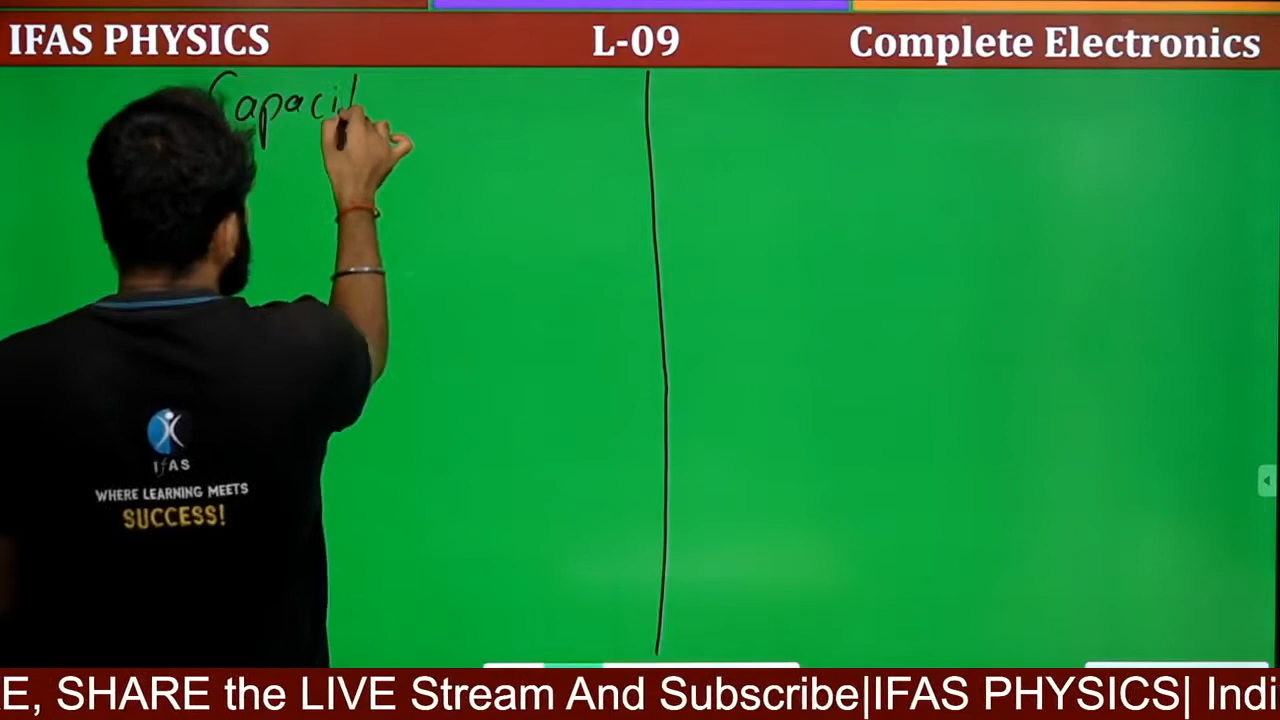 IFAS PHYSICS L-09 Complete Electronics
Capacit
IfAS
WHERE LEARNING MEETS
SUCCESS!
E, SHARE the LIVE Stream And Subscribe|IFAS PHYSICS| Indi